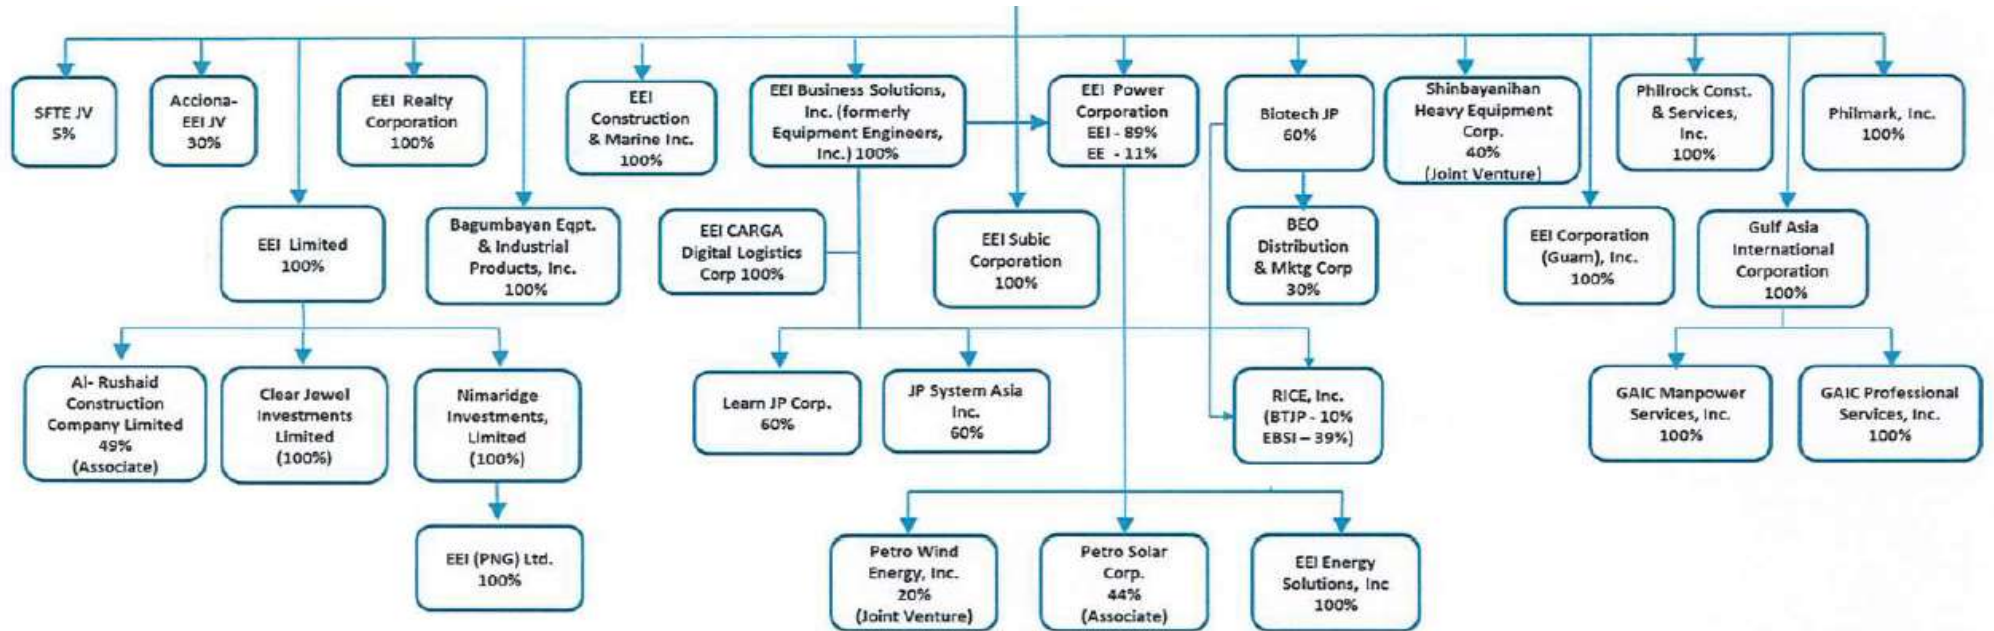 SFTE JV
5%
Acciona-
EEI JV
30%
EEI Realty
Corporation
100%
EEI
Construction
& Marine Inc.
100%
EEI Business Solutions,
Inc. (formerly
Equipment Engineers,
Inc.) 100%
EEI Power
Corporation
EEI - 89%
EE - 11%
Biotech JP
60%
Shinbayanihan
Heavy Equipment
Corp.
40%
(Joint Venture)
Philrock Const.
& Services,
Inc.
100%
Philmark, Inc.
100%
EEI Limited
100%
Bagumbayan Eqpt.
& Industrial
Products, Inc.
100%
EEI CARGA
Digital Logistics
Corp 100%
EEI Subic
Corporation
100%
BEO
Distribution
& Mktg Corp
30%
EEI Corporation
(Guam), Inc.
100%
Gulf Asia
International
Corporation
100%
Al- Rushaid
Construction
Company Limited
49%
(Associate)
Clear Jewel
Investments
Limited
(100%)
Nimaridge
Investments,
Limited
(100%)
Learn JP Corp.
60%
JP System Asia
Inc.
60%
RICE, Inc.
(BTJP - 10%
EBSI – 39%)
GAIC Manpower
Services, Inc.
100%
GAIC Professional
Services, Inc.
100%
EEI (PNG) Ltd.
100%
Petro Wind
Energy, Inc.
20%
(Joint Venture)
Petro Solar
Corp.
44%
(Associate)
EEI Energy
Solutions, Inc
100%